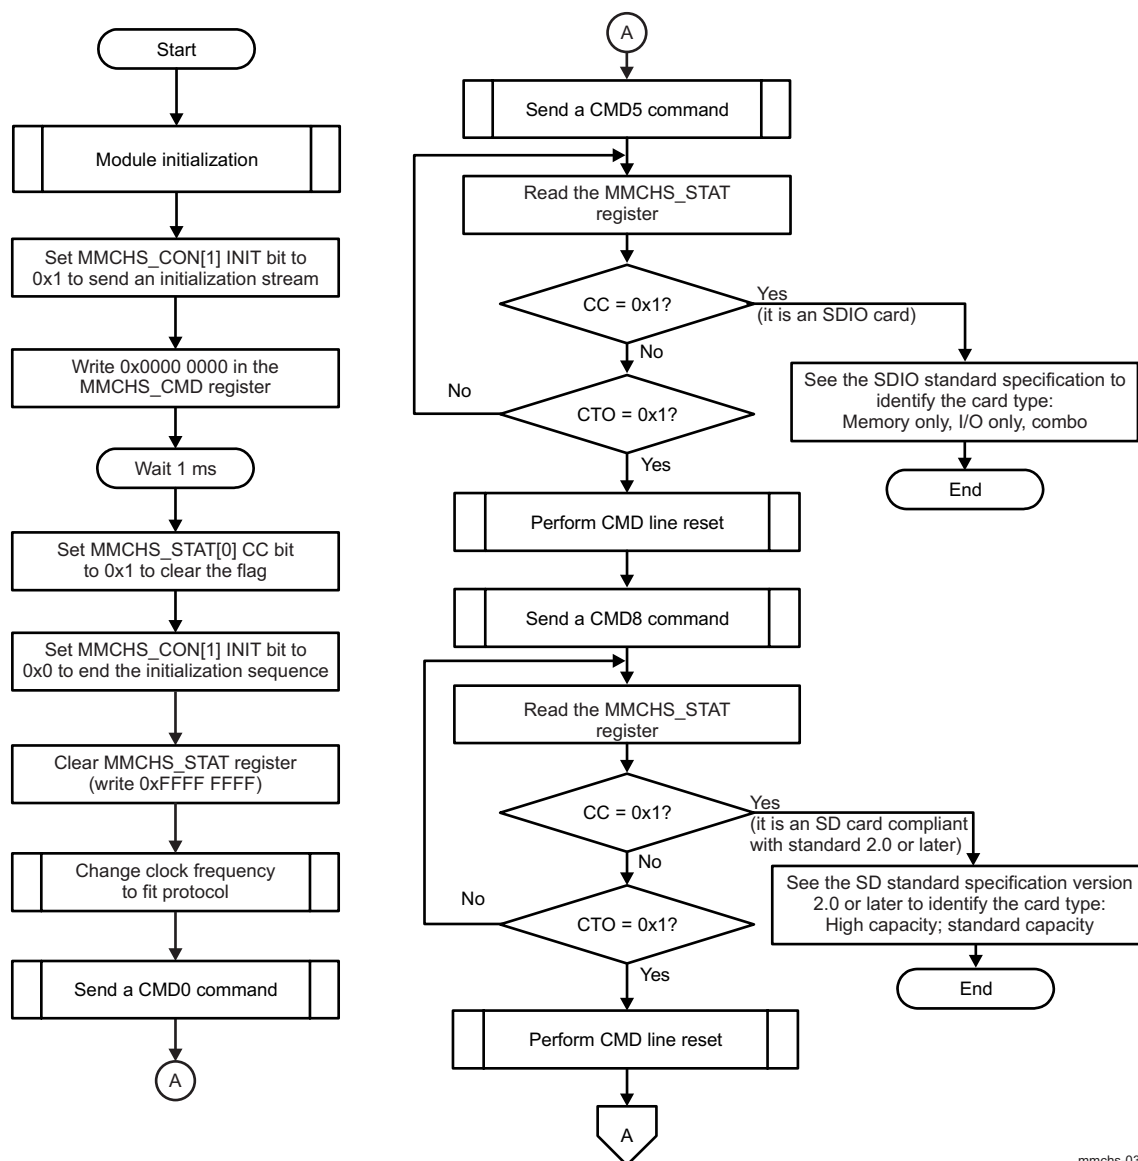 Start
Module initialization
Set MMCHS_CON[1] INIT bit to
0x1 to send an initialization stream
Write 0x0000 0000 in the
MMCHS_CMD register
Wait 1 ms
Set MMCHS_STAT[0] CC bit
to 0x1 to clear the flag
Set MMCHS_CON[1] INIT bit to
0x0 to end the initialization sequence
Clear MMCHS_STAT register
(write 0xFFFF FFFF)
Change clock frequency
to fit protocol
Send a CMD0 command
A
A
Send a CMD5 command
Read the MMCHS_STAT
register
CC = 0x1?
Yes
(it is an SDIO card)
No
See the SDIO standard specification to
identify the card type:
Memory only, I/O only, combo
End
No
CTO = 0x1?
Yes
Perform CMD line reset
Send a CMD8 command
Read the MMCHS_STAT
register
CC = 0x1?
Yes
(it is an SD card compliant
with standard 2.0 or later)
No
See the SD standard specification version
2.0 or later to identify the card type:
High capacity; standard capacity
End
No
CTO = 0x1?
Yes
Perform CMD line reset
A